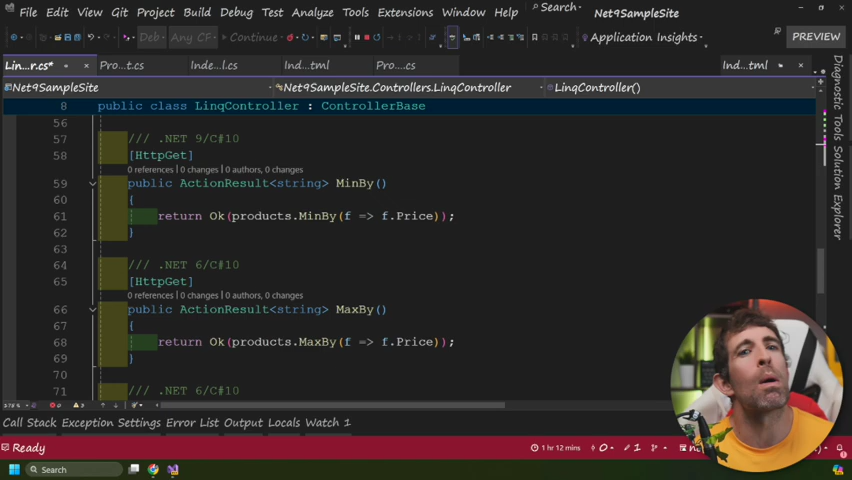 File Edit View Git Project Build Debug Test Analyze Tools Extensions Window Help Search Net9SampleSite
Deb Any CF Continue Application Insights PREVIEW
Lin...r.cs* Pro...t.cs Inde...l.cs Ind...tml Pro...cs Ind...tml
Net9SampleSite Net9SampleSite.Controllers.LinqController LinqController()
8 public class LinqController : ControllerBase
56
57 /// .NET 9/C#10
58 [HttpGet]
0 references | 0 changes | 0 authors, 0 changes
59 public ActionResult<string> MinBy()
60 {
61 return Ok(products.MinBy(f => f.Price));
62 }
63
64 /// .NET 6/C#10
65 [HttpGet]
0 references | 0 changes | 0 authors, 0 changes
66 public ActionResult<string> MaxBy()
67 {
68 return Ok(products.MaxBy(f => f.Price));
69 }
70
71 /// .NET 6/C#10
Call Stack Exception Settings Error List Output Locals Watch 1
Ready 1 hr 12 mins 0 1
Search
Diagnostic Tools Solution Explorer